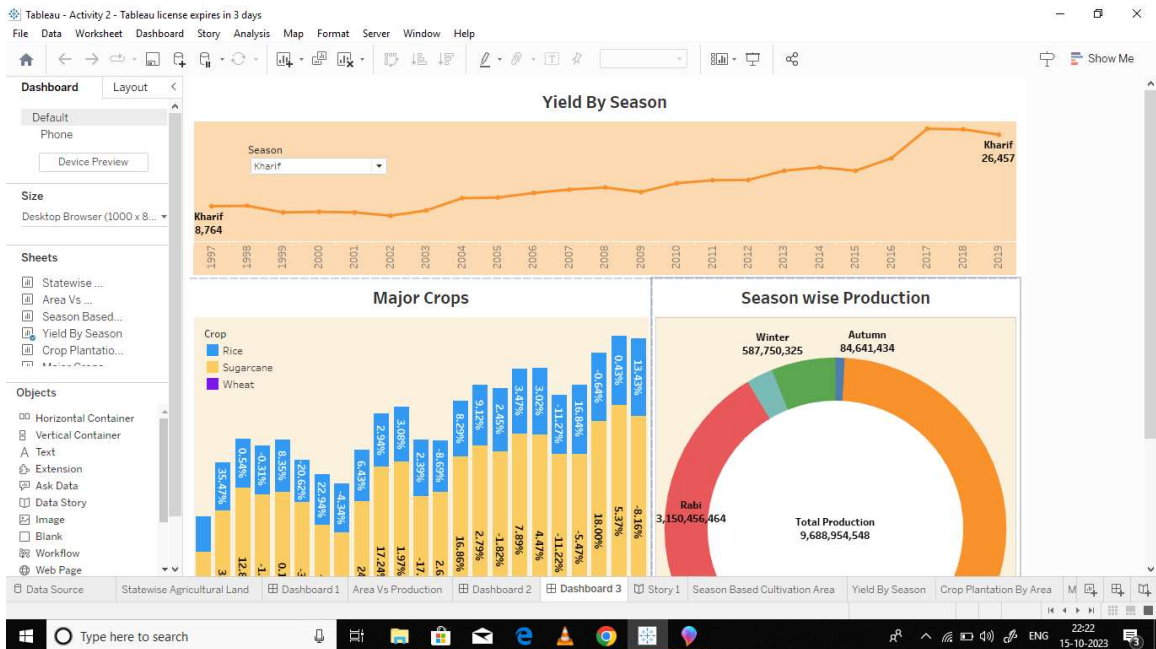 Tableau - Activity 2 - Tableau license expires in 3 days
File Data Worksheet Dashboard Story Analysis Map Format Server Window Help
Show Me
Dashboard Layout
Default
Phone
Device Preview
Size
Desktop Browser (1000 x 8...
Sheets
Statewise ...
Area Vs ...
Season Based...
Yield By Season
Crop Plantatio...
Objects
Horizontal Container
Vertical Container
Text
Extension
Ask Data
Data Story
Image
Blank
Workflow
Web Page
Yield By Season
Season
Kharif
Kharif
8,764
Kharif
26,457
1997 1998 1999 2000 2001 2002 2003 2004 2005 2006 2007 2008 2009 2010 2011 2012 2013 2014 2015 2016 2017 2018 2019
Major Crops
Crop
Rice
Sugarcane
Wheat
35.47% 0.54% -0.31% 8.35% -20.62% 22.94% -4.34% 6.43% 2.94% 3.08% 2.39% -8.69% 8.29% 9.12% 2.45% 3.47% 3.02% -11.27% 16.84% -0.64% 0.43% 13.43%
17.24% 1.97% 16.86% 2.79% -1.82% 7.89% 4.47% -11.22% -5.47% 18.00% 5.37% -8.16%
Season wise Production
Winter
587,750,325
Autumn
84,641,434
Rabi
3,150,456,464
Total Production
9,688,954,548
Data Source Statewise Agricultural Land Dashboard 1 Area Vs Production Dashboard 2 Dashboard 3 Story 1 Season Based Cultivation Area Yield By Season Crop Plantation By Area M
Type here to search
ENG
22:22
15-10-2023
3